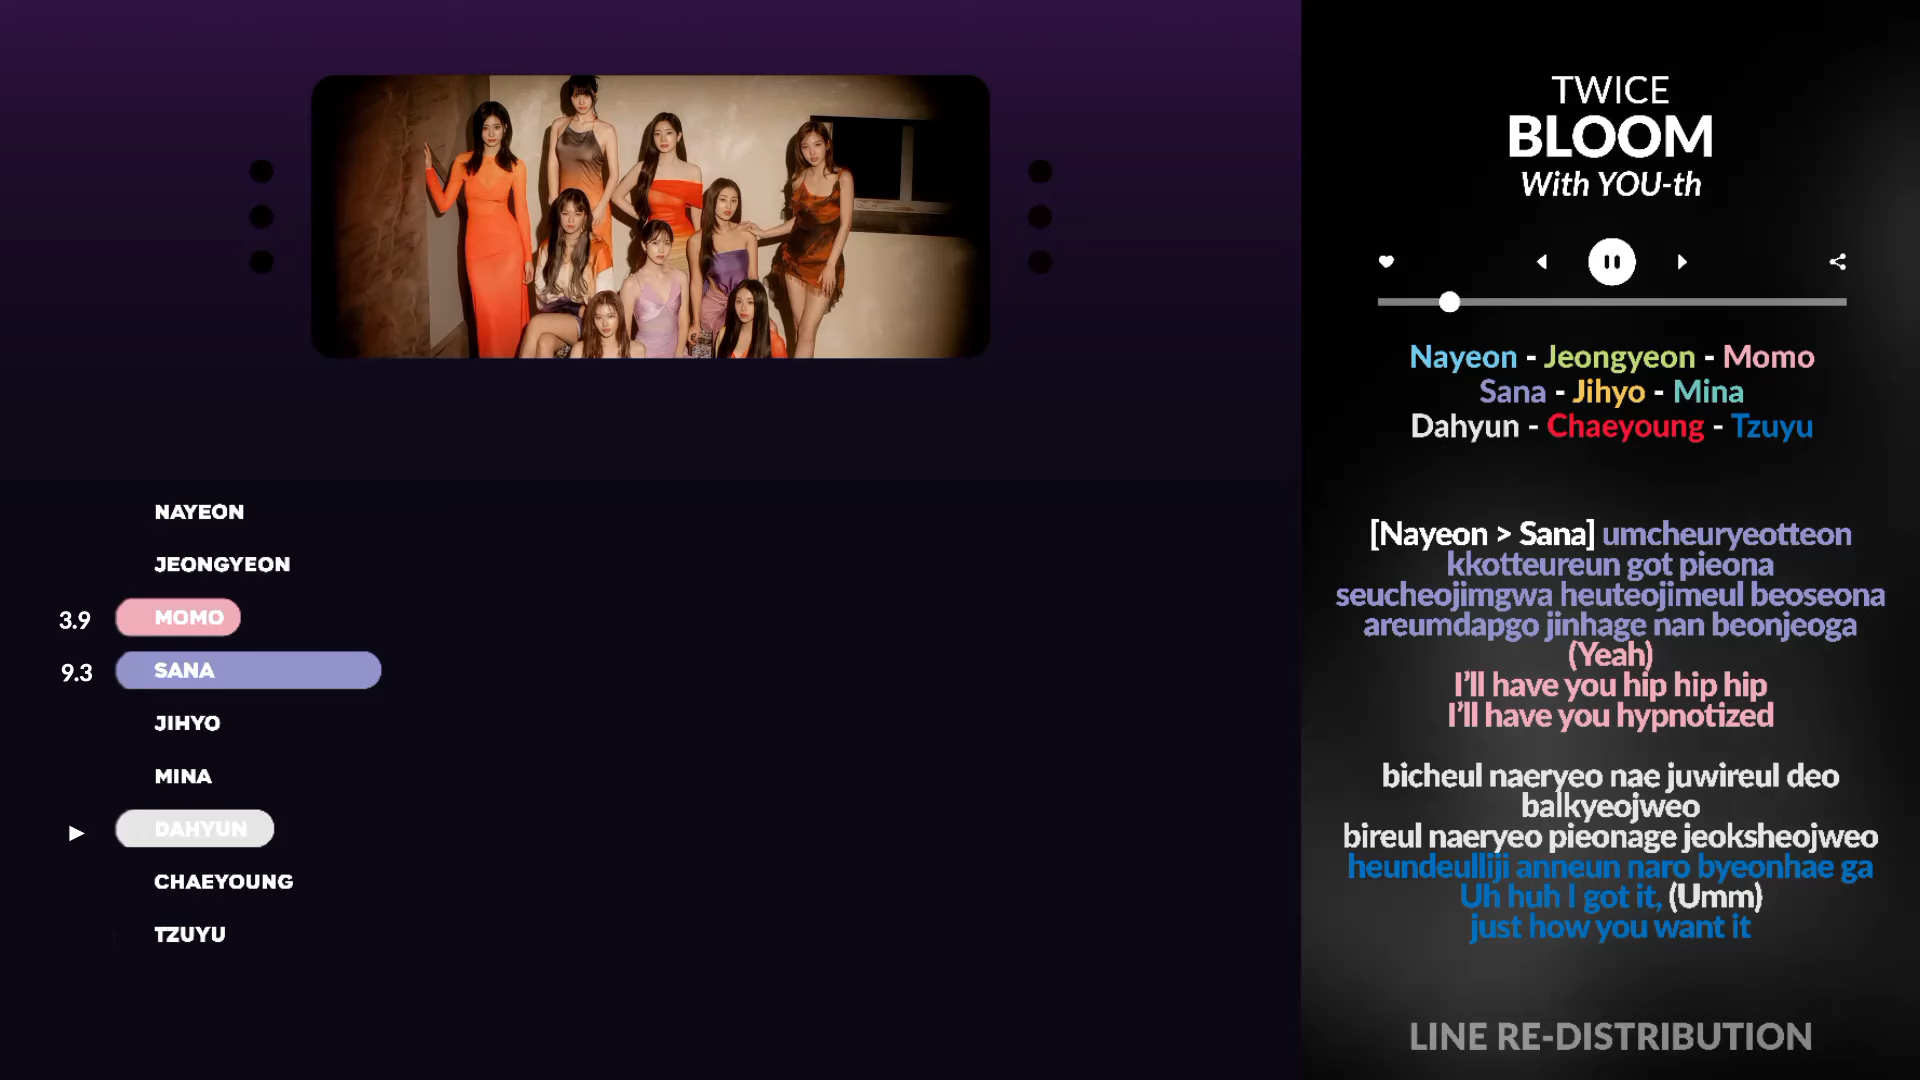 TWICE
BLOOM
With YOU-th
Nayeon - Jeongyeon - Momo
Sana - Jihyo - Mina
Dahyun - Chaeyoung - Tzuyu
NAYEON
JEONGYEON
3.9 MOMO
9.3 SANA
JIHYO
MINA
DAHYUN
CHAEYOUNG
TZUYU
[Nayeon > Sana] umcheuryeotteon
kkotteureun got pieona
seucheojimgwa heuteojimeul beoseona
areumdapgo jinhage nan beonjeoga
(Yeah)
I'll have you hip hip hip
I'll have you hypnotized
bicheul naeryeo nae juwireul deo
balkyeojweo
bireul naeryeo pieonage jeoksheojweo
heundeulliji anneun naro byeonhae ga
Uh huh I got it, (Umm)
just how you want it
LINE RE-DISTRIBUTION